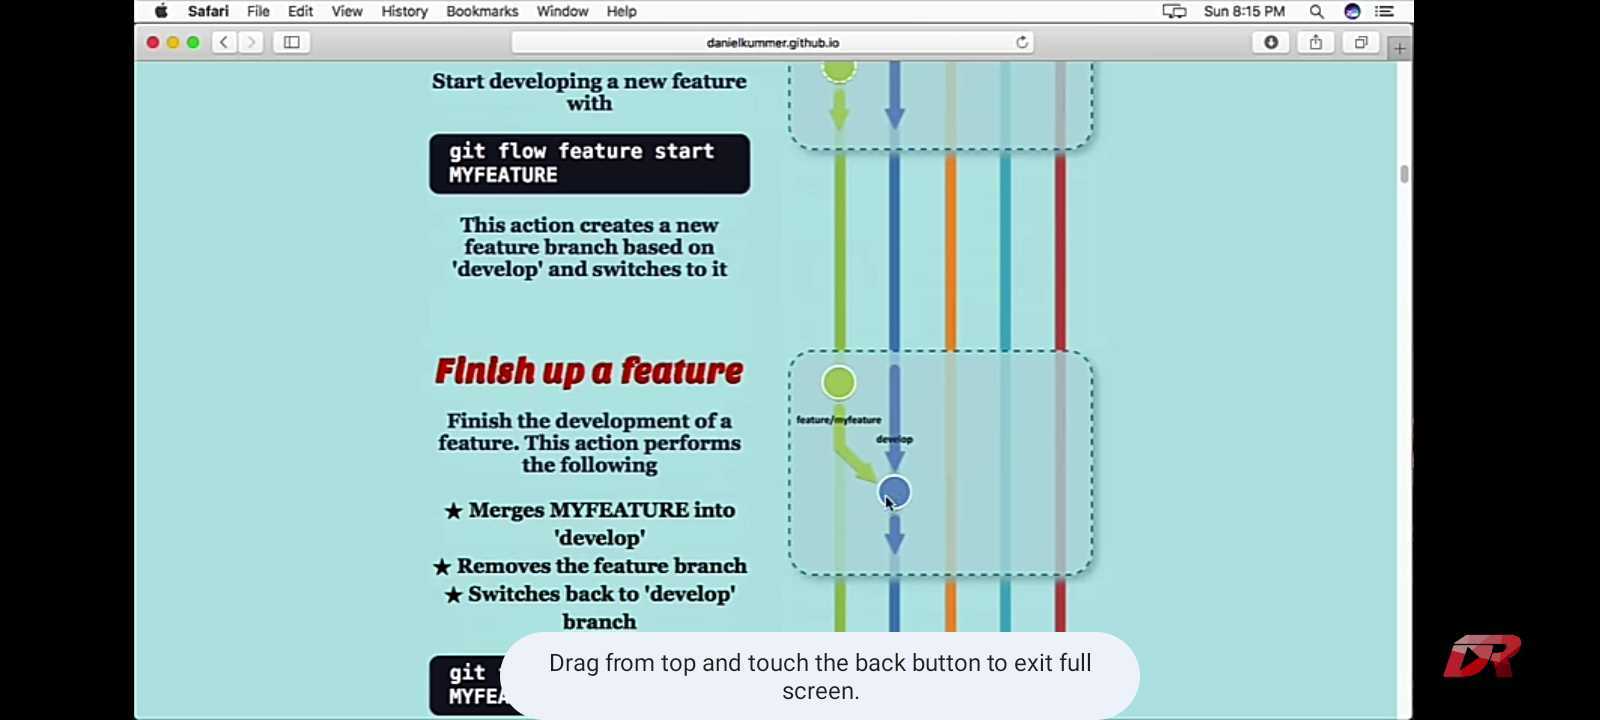 Safari File Edit View History Bookmarks Window Help Sun 8:15 PM
danielkummer.github.io
Start developing a new feature
with
git flow feature start
MYFEATURE
This action creates a new
feature branch based on
'develop' and switches to it
Finish up a feature
Finish the development of a
feature. This action performs
the following
★ Merges MYFEATURE into
'develop'
★ Removes the feature branch
★ Switches back to 'develop'
branch
git
feature/myfeature
develop
Drag from top and touch the back button to exit full
screen.
DR